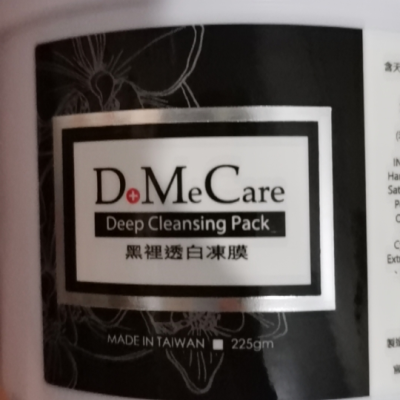 D+MeCare
Deep Cleansing Pack
黑裡透白凍膜
MADE IN TAIWAN
225gm